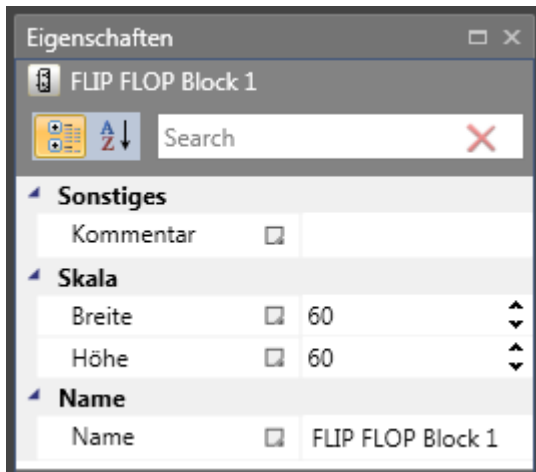 Eigenschaften
FLIP FLOP Block 1
A Z Search
Sonstiges
Kommentar
Skala
Breite 60
Höhe 60
Name
Name FLIP FLOP Block 1